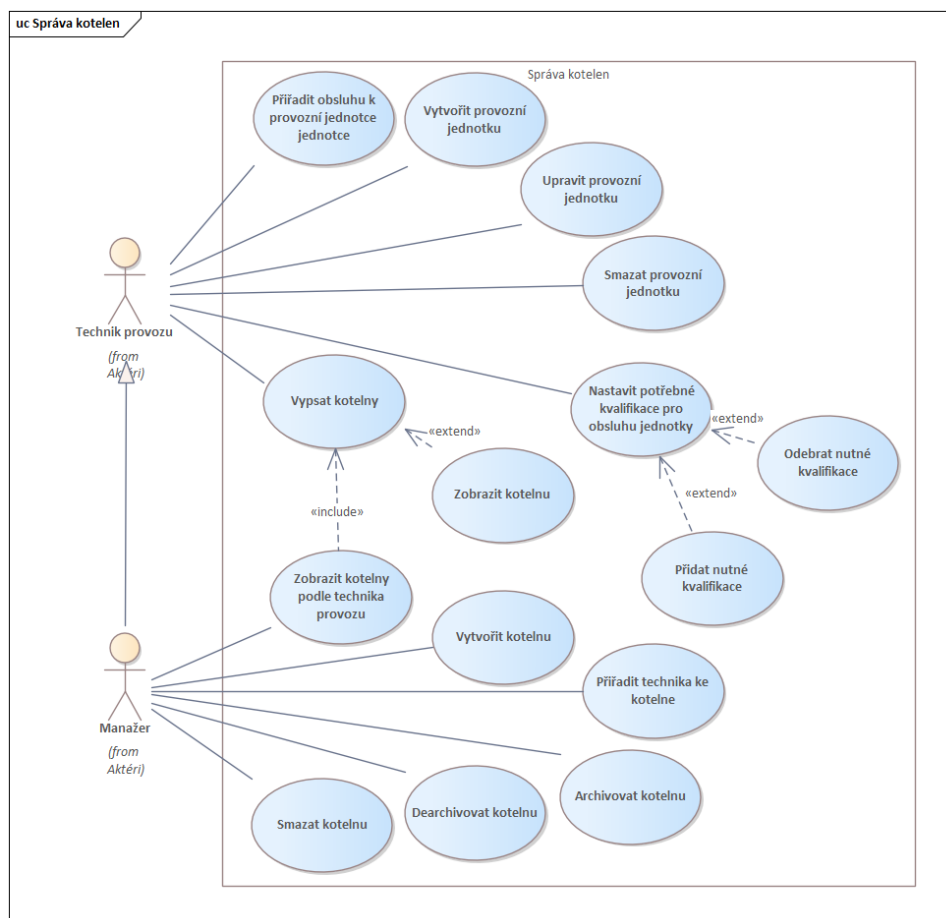 uc Správa kotelen
Správa kotelen
Přiřadit obsluhu k
provozní jednotce
jednotce
Vytvořit provozní
jednotku
Upravit provozní
jednotku
Smazat provozní
jednotku
Technik provozu
(from
Aktéři)
Vypsat kotelny
Nastavit potřebné
kvalifikace pro
obsluhu jednotky
«extend»
«extend»
Odebrat nutné
kvalifikace
Zobrazit kotelnu
«extend»
«include»
Zobrazit kotelny
podle technika
provozu
Přidat nutné
kvalifikace
Vytvořit kotelnu
Přiřadit technika ke
kotelne
Manažer
(from
Aktéři)
Archivovat kotelnu
Dearchivovat kotelnu
Smazat kotelnu